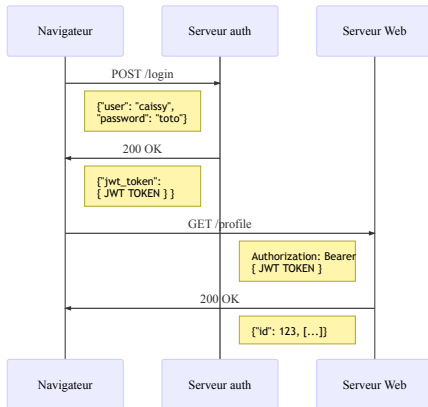 Navigateur
Serveur auth
Serveur Web
POST /login
{"user": "caissy",
"password": "toto"}
200 OK
{"jwt_token":
{ JWT TOKEN } }
GET /profile
Authorization: Bearer
{ JWT TOKEN }
200 OK
{"id": 123, [...]}
Navigateur
Serveur auth
Serveur Web